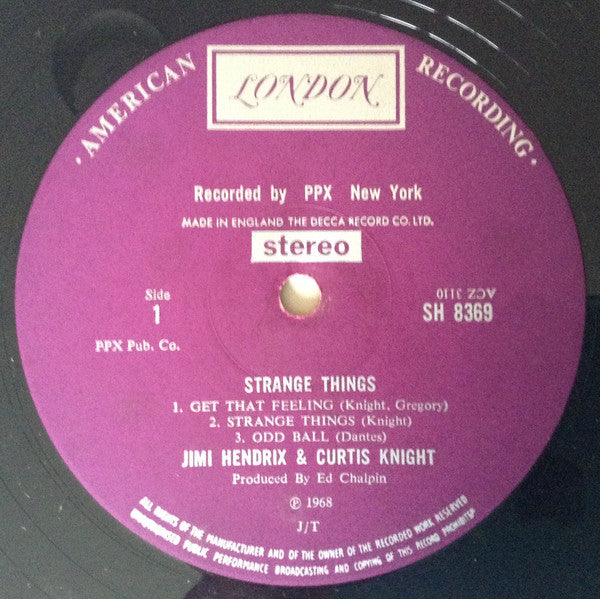 · AMERICAN RECORDING ·
LONDON
Recorded by PPX New York
MADE IN ENGLAND THE DECCA RECORD CO. LTD.
stereo
Side
1
PPX Pub. Co.
ACZ 3110
SH 8369
STRANGE THINGS
1. GET THAT FEELING (Knight, Gregory)
2. STRANGE THINGS (Knight)
3. ODD BALL (Dantes)
JIMI HENDRIX & CURTIS KNIGHT
Produced By Ed Chalpin
℗ 1968
J/T
ALL RIGHTS OF THE MANUFACTURER AND OF THE OWNER OF THE RECORDED WORK RESERVED
UNAUTHORISED PUBLIC PERFORMANCE BROADCASTING AND COPYING OF THIS RECORD PROHIBITED